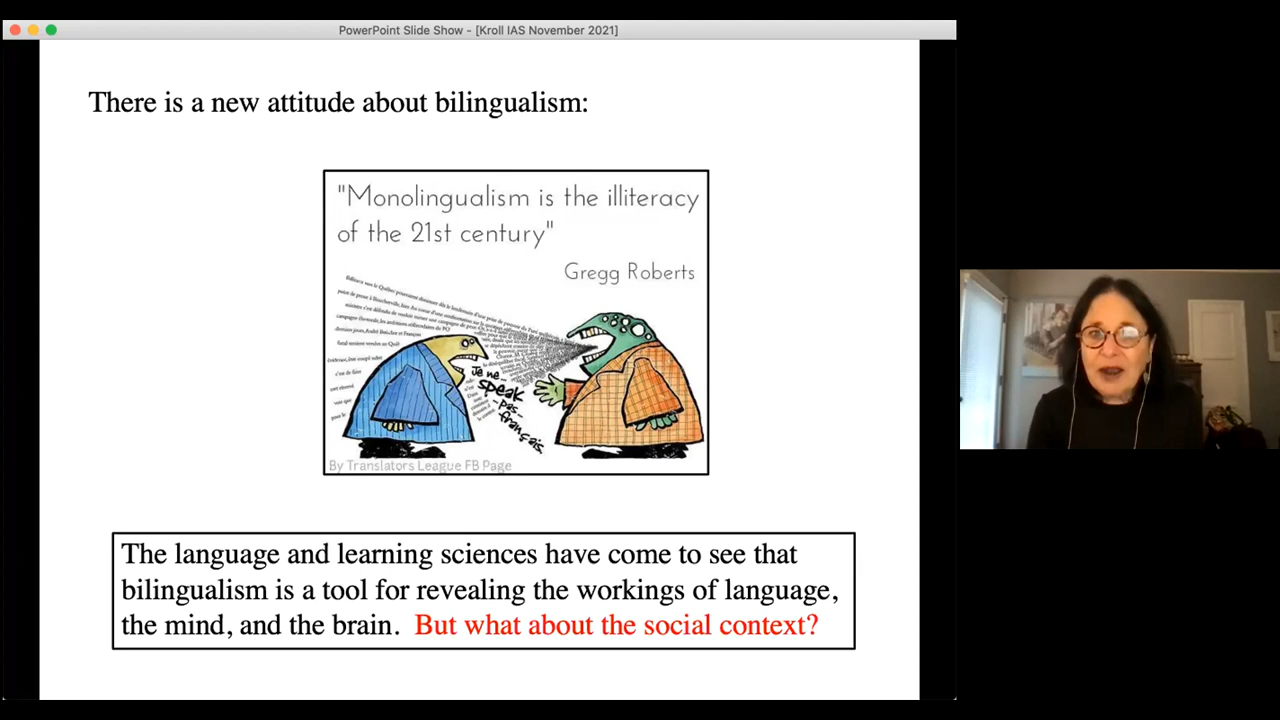 PowerPoint Slide Show - [Kroll IAS November 2021]
There is a new attitude about bilingualism:
"Monolingualism is the illiteracy
of the 21st century"
Gregg Roberts
Je ne
speak
-pas-
français.
By Translators League FB Page
The language and learning sciences have come to see that
bilingualism is a tool for revealing the workings of language,
the mind, and the brain. But what about the social context?